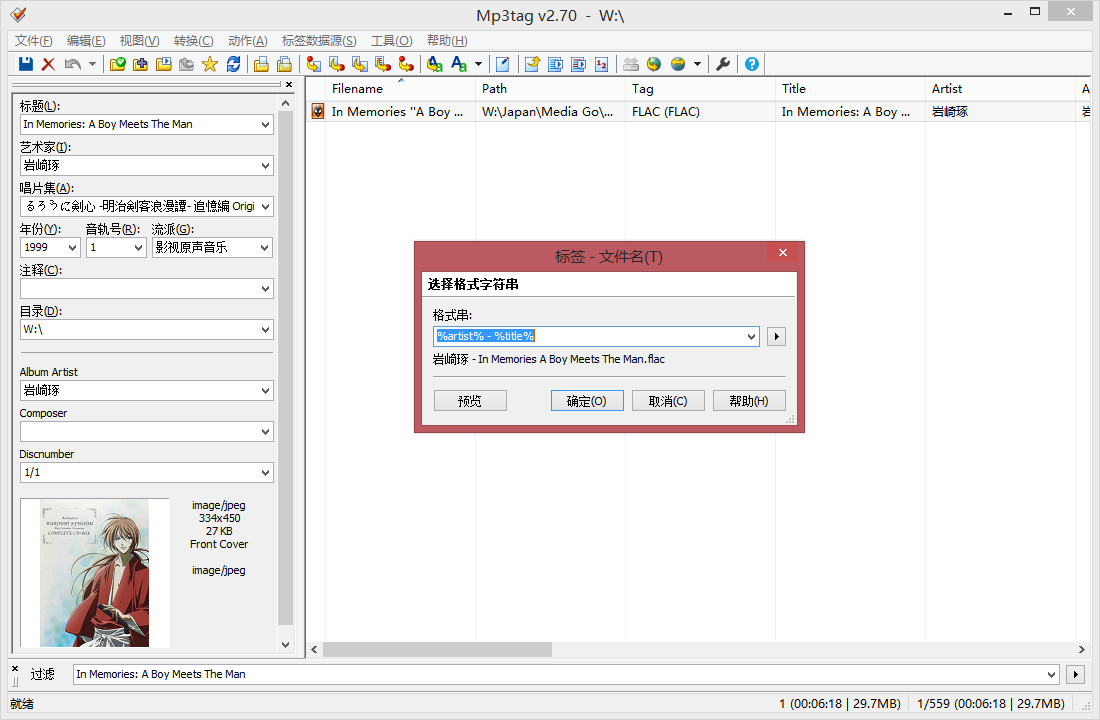 Mp3tag v2.70 - W:\
文件(F) 编辑(E) 视图(V) 转换(C) 动作(A) 标签数据源(S) 工具(O) 帮助(H)
标题(L):
In Memories: A Boy Meets The Man
艺术家(I):
岩崎琢
唱片集(A):
るろうに剣心 -明治剣客浪漫譚- 追憶編 Origi
年份(Y): 音轨号(R): 流派(G):
1999 1 影视原声音乐
注释(C):
目录(D):
W:\
Album Artist
岩崎琢
Composer
Discnumber
1/1
RUROUNI KENSHIN
COMPLETE CD-BOX
image/jpeg
334x450
27 KB
Front Cover
image/jpeg
Filename Path Tag Title Artist A
In Memories "A Boy ... W:\Japan\Media Go\... FLAC (FLAC) In Memories: A Boy ... 岩崎琢 岩
标签 - 文件名(T)
选择格式字符串
格式串:
%artist% - %title%
岩崎琢 - In Memories A Boy Meets The Man.flac
预览 确定(O) 取消(C) 帮助(H)
过滤 In Memories: A Boy Meets The Man
就绪 1 (00:06:18 | 29.7MB) 1/559 (00:06:18 | 29.7MB)